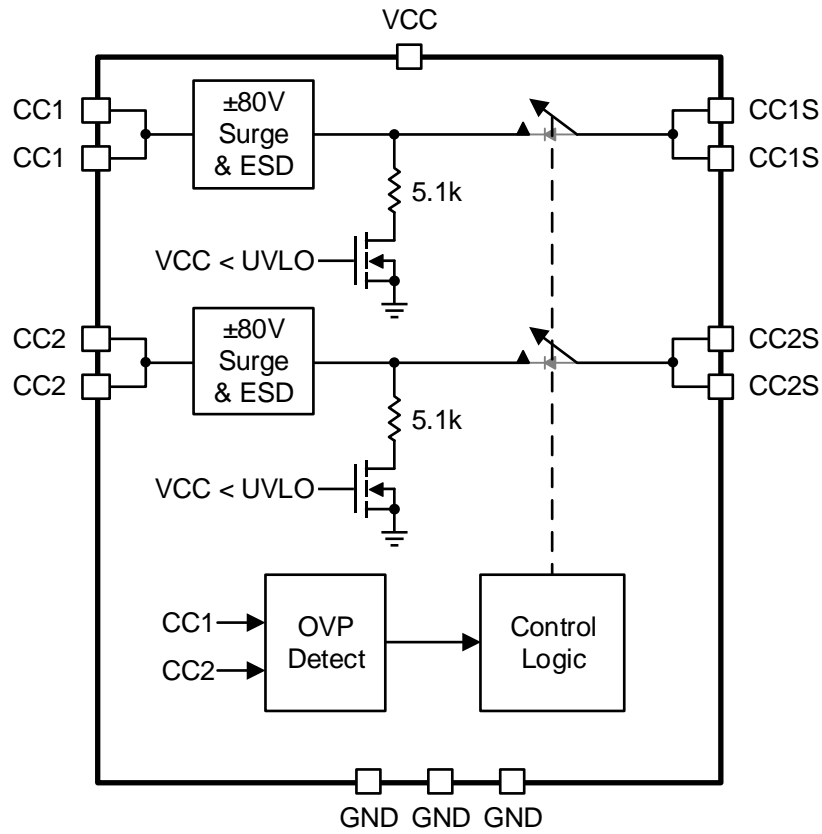 VCC
CC1
CC1
±80V
Surge
& ESD
CC1S
CC1S
5.1k
VCC < UVLO
CC2
CC2
±80V
Surge
& ESD
CC2S
CC2S
5.1k
VCC < UVLO
CC1
CC2
OVP
Detect
Control
Logic
GND GND GND